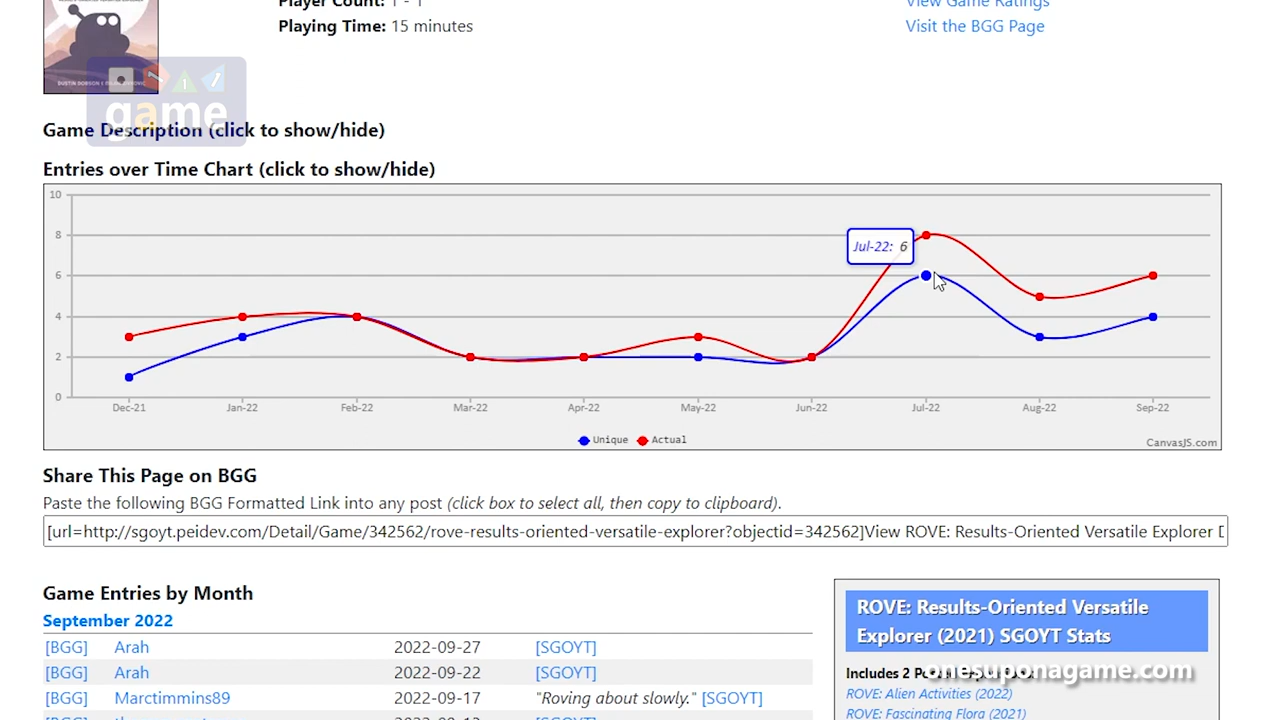 Player Count: 1 - 1
View Game Ratings
Playing Time: 15 minutes
Visit the BGG Page
game
Game Description (click to show/hide)
Entries over Time Chart (click to show/hide)
10
8
6
4
2
0
Jul-22: 6
Dec-21 Jan-22 Feb-22 Mar-22 Apr-22 May-22 Jun-22 Jul-22 Aug-22 Sep-22
Unique Actual
CanvasJS.com
Share This Page on BGG
Paste the following BGG Formatted Link into any post (click box to select all, then copy to clipboard).
[url=http://sgoyt.peidev.com/Detail/Game/342562/rove-results-oriented-versatile-explorer?objectid=342562]View ROVE: Results-Oriented Versatile Explorer
Game Entries by Month
September 2022
[BGG] Arah 2022-09-27 [SGOYT]
[BGG] Arah 2022-09-22 [SGOYT]
[BGG] Marctimmins89 2022-09-17 "Roving about slowly." [SGOYT]
ROVE: Results-Oriented Versatile
Explorer (2021) SGOYT Stats
Includes 2
onesuponagame.com
ROVE: Alien Activities (2022)
ROVE: Fascinating Flora (2021)